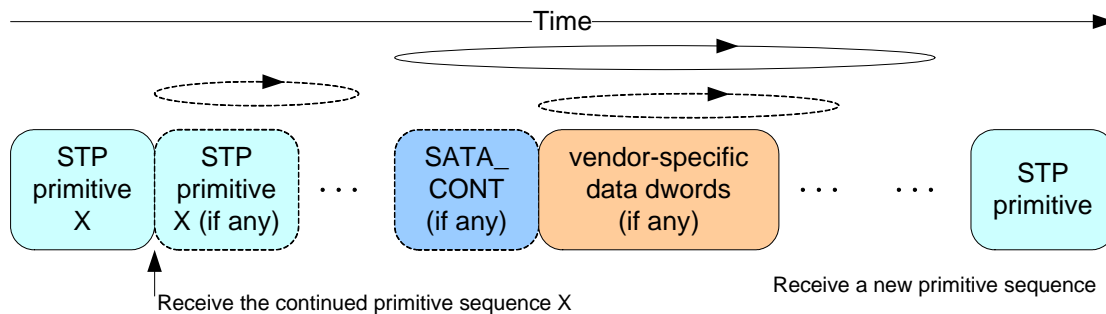 Time
STP
primitive
X
STP
primitive
X (if any)
. . .
SATA_
CONT
(if any)
vendor-specific
data dwords
(if any)
. . .
. . .
STP
primitive
Receive the continued primitive sequence X
Receive a new primitive sequence